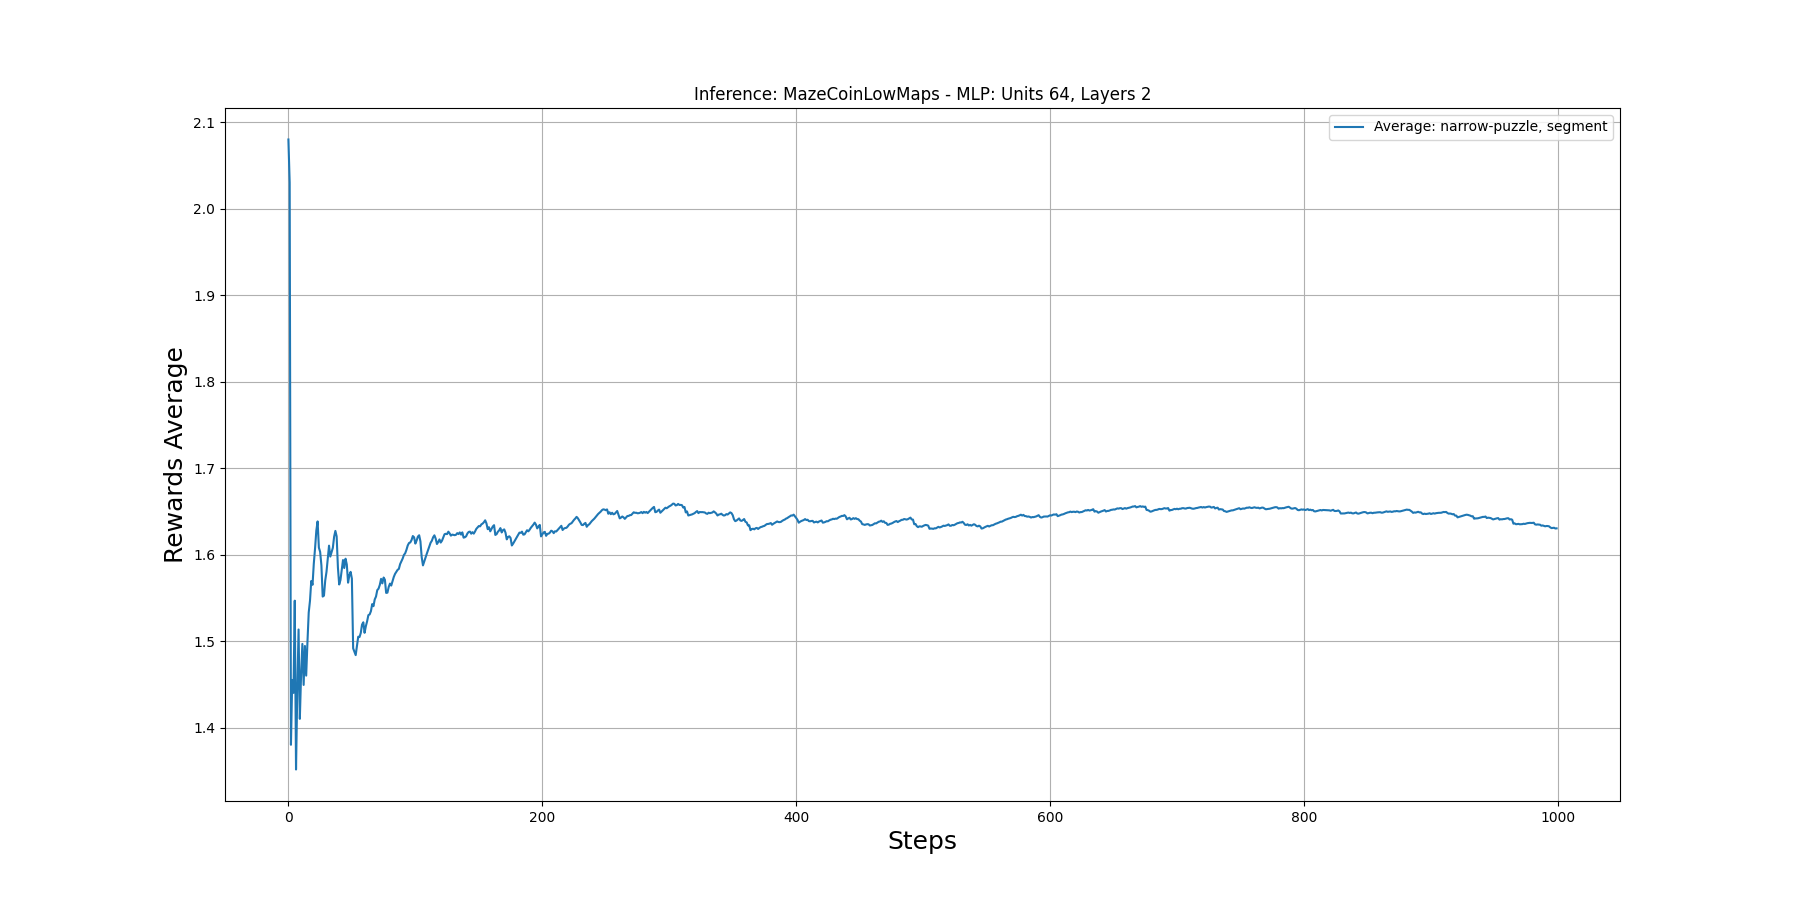 Inference: MazeCoinLowMaps - MLP: Units 64, Layers 2
Average: narrow-puzzle, segment
Rewards Average
2.1
2.0
1.9
1.8
1.7
1.6
1.5
1.4
0 200 400 600 800 1000
Steps